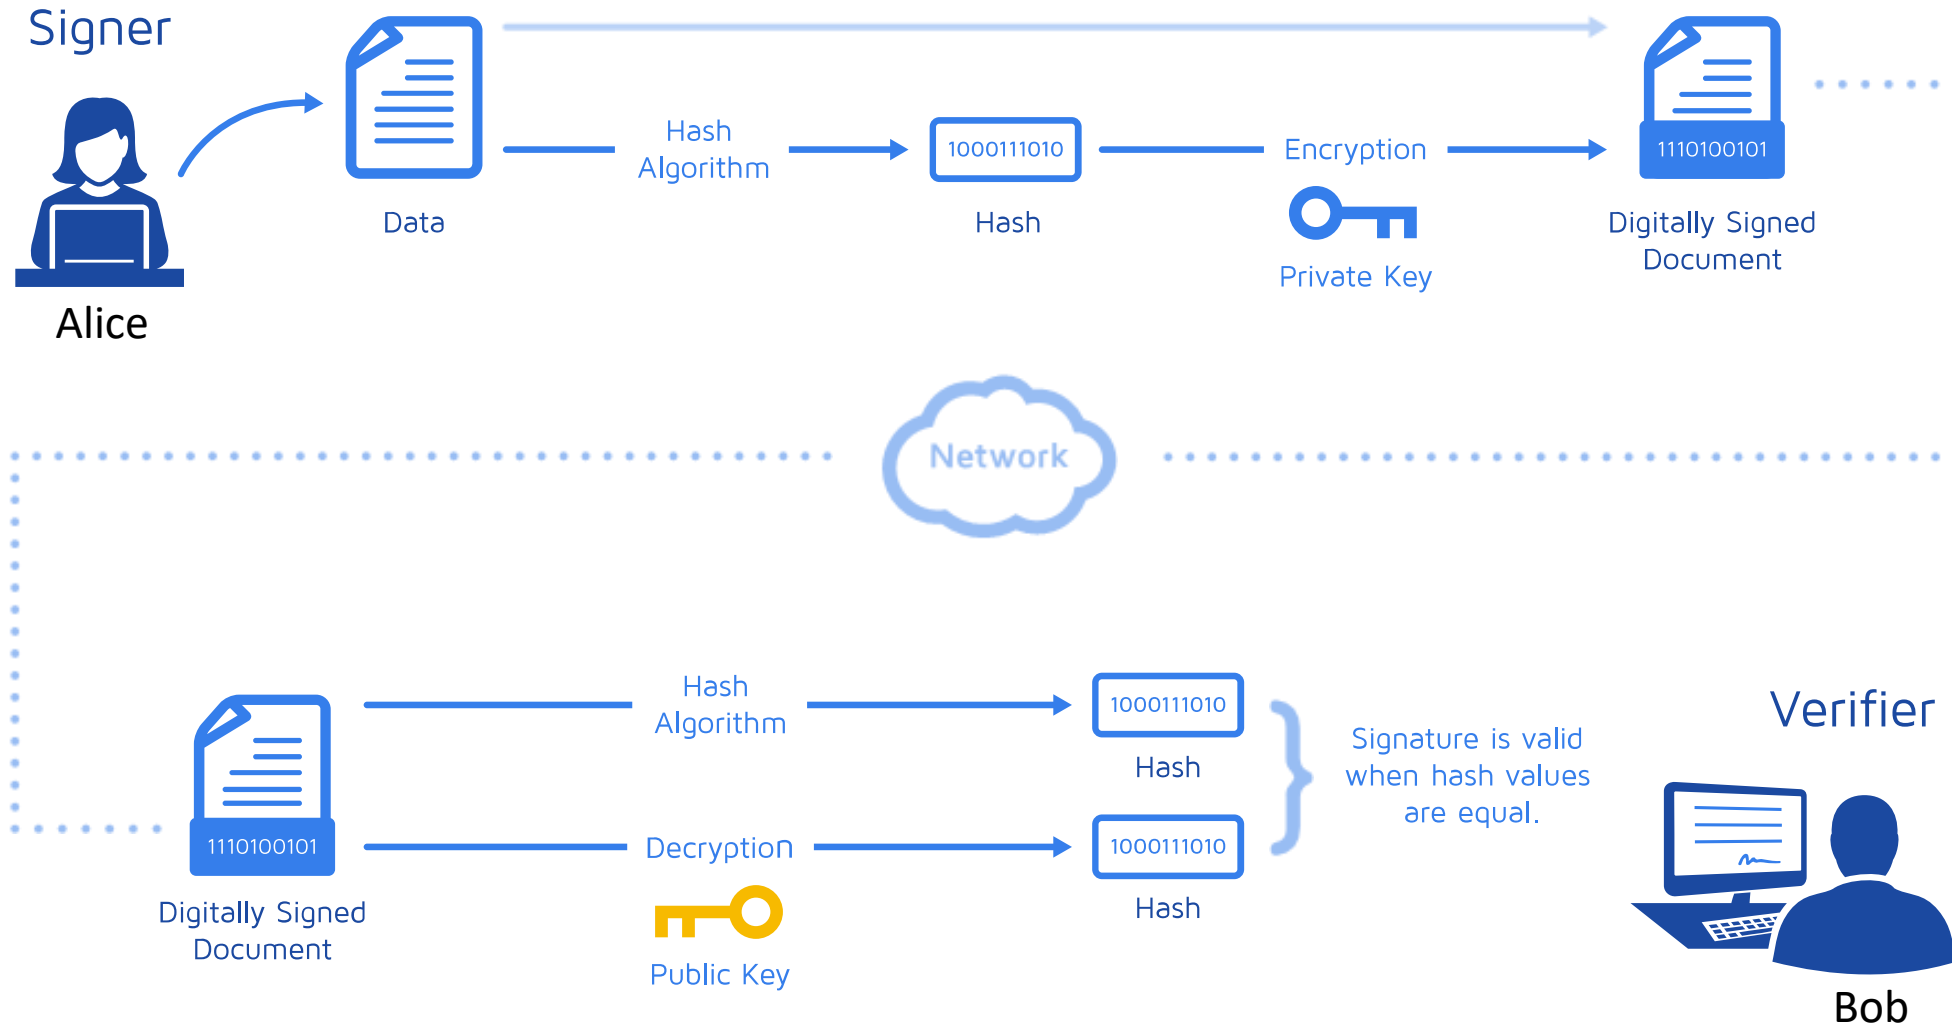 Signer
Hash
Algorithm
1000111010
Encryption
1110100101
Data
Hash
Digitally Signed
Document
Private Key
Alice
Network
Hash
Algorithm
1000111010
Hash
Verifier
Signature is valid
when hash values
are equal.
1110100101
Decryption
1000111010
Hash
Digitally Signed
Document
Public Key
Bob